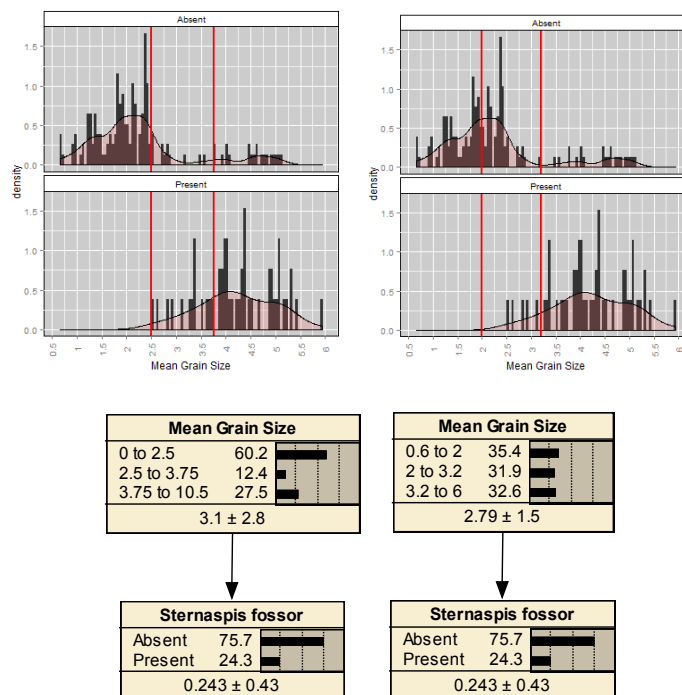 Absent
1.5
1.0
0.5
0.0
density
Present
1.5
1.0
0.5
0.0
0.5 1 1.5 2 2.5 3 3.5 4 4.5 5 5.5 6
Mean Grain Size
Absent
1.5
1.0
0.5
0.0
density
Present
1.5
1.0
0.5
0.0
0.5 1 1.5 2 2.5 3 3.5 4 4.5 5 5.5 6
Mean Grain Size
Mean Grain Size
0 to 2.5 60.2
2.5 to 3.75 12.4
3.75 to 10.5 27.5
3.1 ± 2.8
Sternaspis fossor
Absent 75.7
Present 24.3
0.243 ± 0.43
Mean Grain Size
0.6 to 2 35.4
2 to 3.2 31.9
3.2 to 6 32.6
2.79 ± 1.5
Sternaspis fossor
Absent 75.7
Present 24.3
0.243 ± 0.43